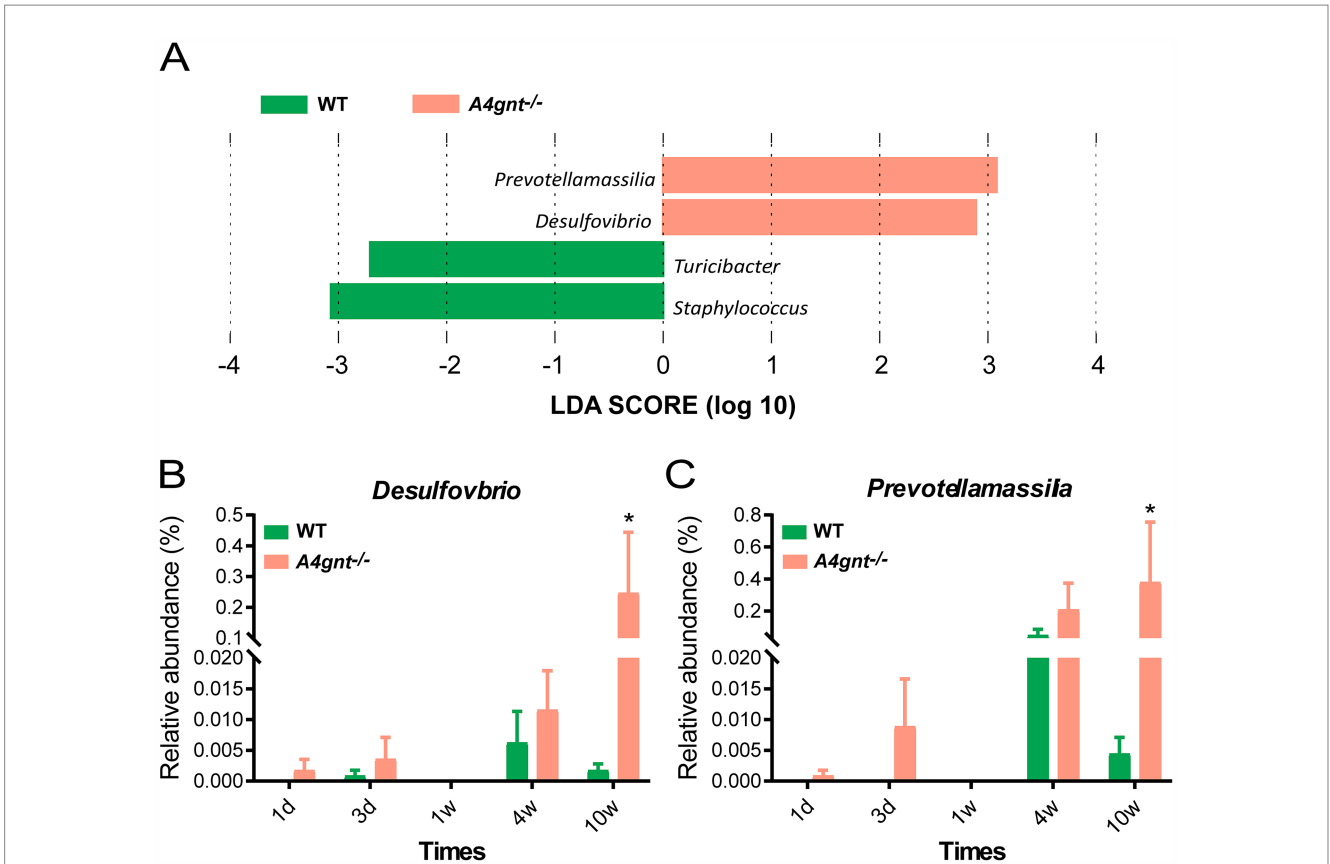 A
WT A4gnt-/-
Prevotellamassilia
Desulfovibrio
Turicibacter
Staphylococcus
-4 -3 -2 -1 0 1 2 3 4
LDA SCORE (log 10)
B
Desulfovbrio
Relative abundance (%)
0.5
0.4
0.3
0.2
0.1
0.020
0.015
0.010
0.005
0.000
WT
A4gnt-/-
*
1d 3d 1w 4w 10w
Times
C
Prevotellamassila
Relative abundance (%)
0.8
0.6
0.4
0.2
0.020
0.015
0.010
0.005
0.000
WT
A4gnt-/-
*
1d 3d 1w 4w 10w
Times